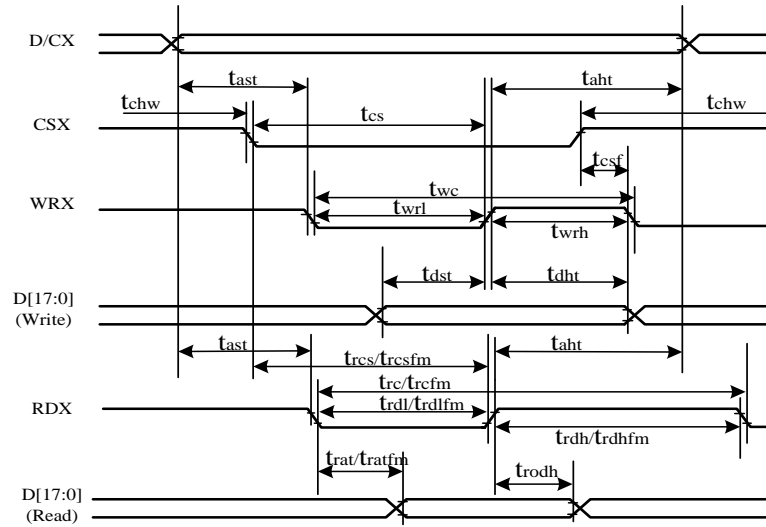 D/CX
tast
taht
tchw
tcs
tchw
CSX
tcsf
twc
WRX
twrl
twrh
tdst
tdht
D[17:0]
(Write)
tast
trcs/trcsfm
taht
trc/trcfm
RDX
trdl/trdlfm
trdh/trdhfm
trat/tratfm
trodh
D[17:0]
(Read)